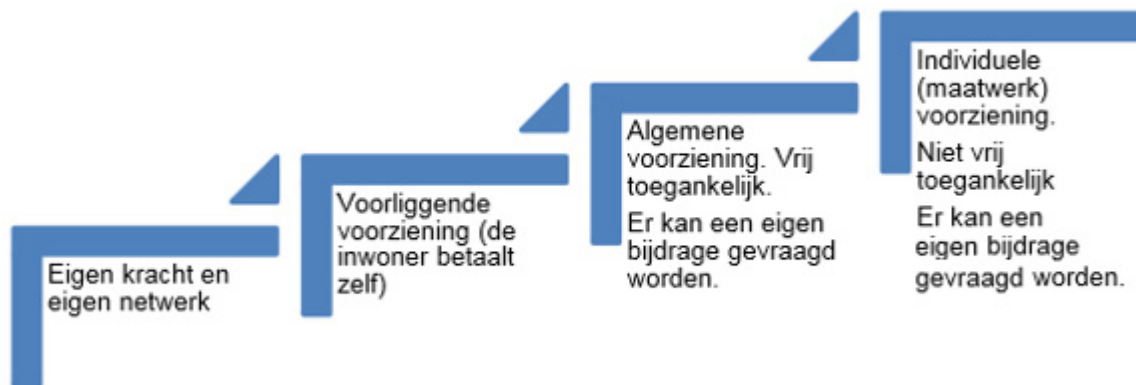 Eigen kracht en
eigen netwerk
Voorliggende
voorziening (de
inwoner betaalt
zelf)
Algemene
voorziening. Vrij
toegankelijk.
Er kan een eigen
bijdrage gevraagd
worden.
Individuele
(maatwerk)
voorziening.
Niet vrij
toegankelijk
Er kan een
eigen bijdrage
gevraagd worden.